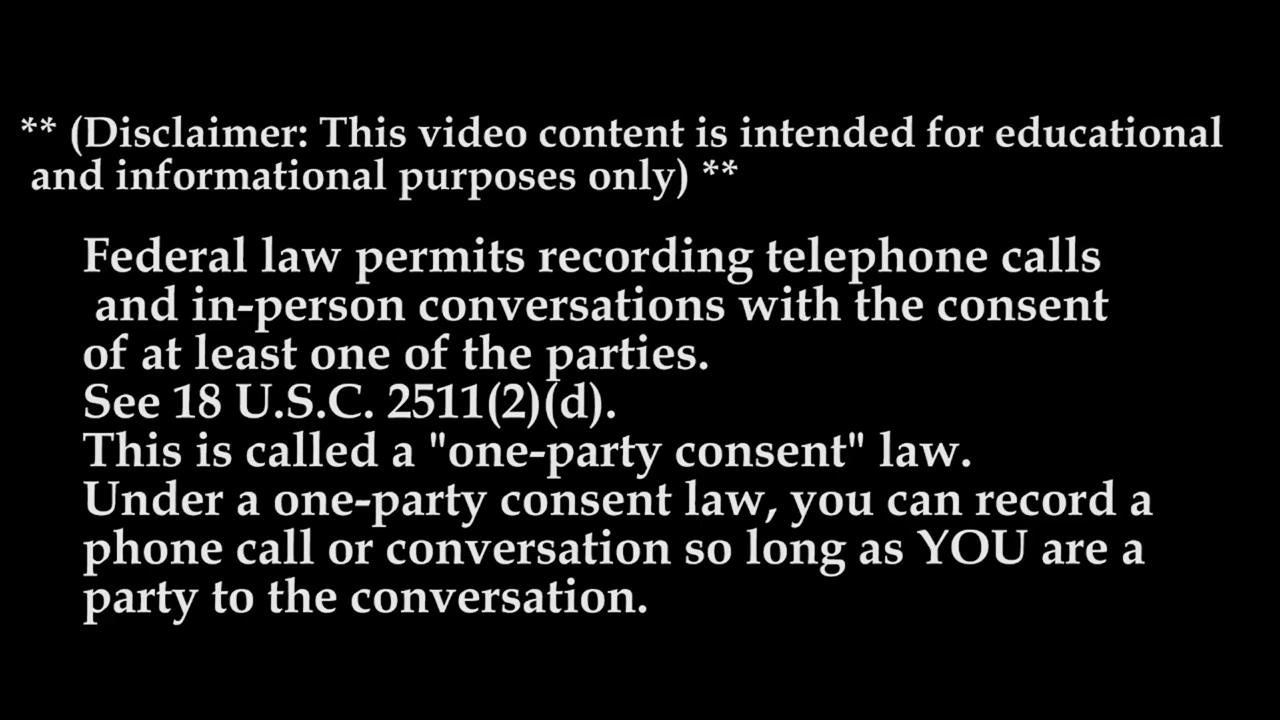 ** (Disclaimer: This video content is intended for educational
and informational purposes only) **
Federal law permits recording telephone calls
and in-person conversations with the consent
of at least one of the parties.
See 18 U.S.C. 2511(2)(d).
This is called a "one-party consent" law.
Under a one-party consent law, you can record a
phone call or conversation so long as YOU are a
party to the conversation.